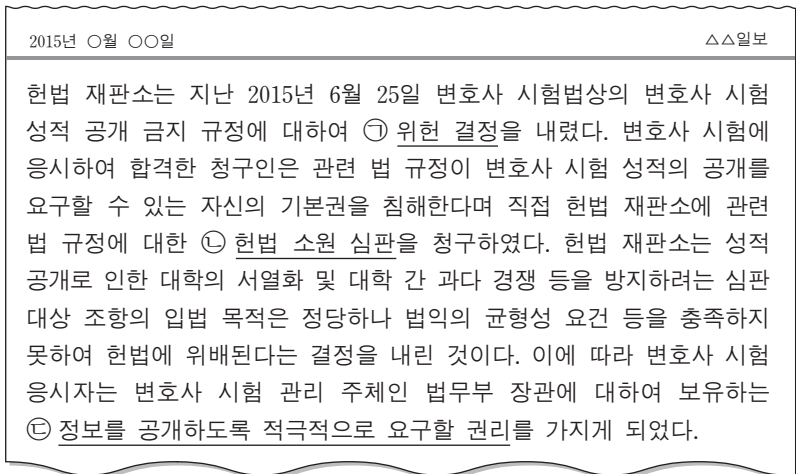 2015년 ○월 ○○일
△△일보
헌법 재판소는 지난 2015년 6월 25일 변호사 시험법상의 변호사 시험
성적 공개 금지 규정에 대하여 ㉠ 위헌 결정을 내렸다. 변호사 시험에
응시하여 합격한 청구인은 관련 법 규정이 변호사 시험 성적의 공개를
요구할 수 있는 자신의 기본권을 침해한다며 직접 헌법 재판소에 관련
법 규정에 대한 ㉡ 헌법 소원 심판을 청구하였다. 헌법 재판소는 성적
공개로 인한 대학의 서열화 및 대학 간 과다 경쟁 등을 방지하려는 심판
대상 조항의 입법 목적은 정당하나 법익의 균형성 요건 등을 충족하지
못하여 헌법에 위배된다는 결정을 내린 것이다. 이에 따라 변호사 시험
응시자는 변호사 시험 관리 주체인 법무부 장관에 대하여 보유하는
㉢ 정보를 공개하도록 적극적으로 요구할 권리를 가지게 되었다.